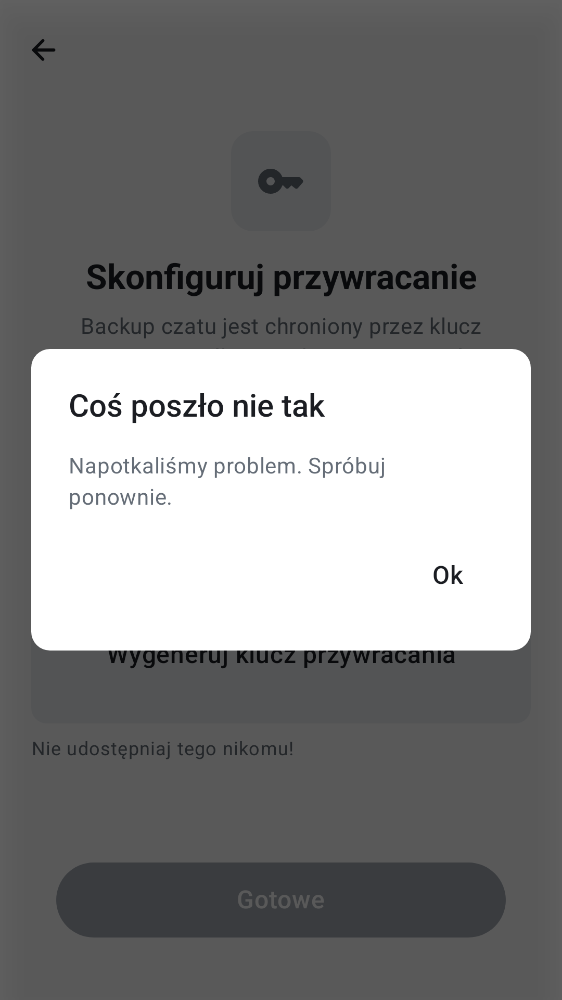 Skonfiguruj przywracanie
Backup czatu jest chroniony przez klucz
Coś poszło nie tak
Napotkaliśmy problem. Spróbuj
ponownie.
Ok
Wygeneruj klucz przywracania
Nie udostępniaj tego nikomu!
Gotowe